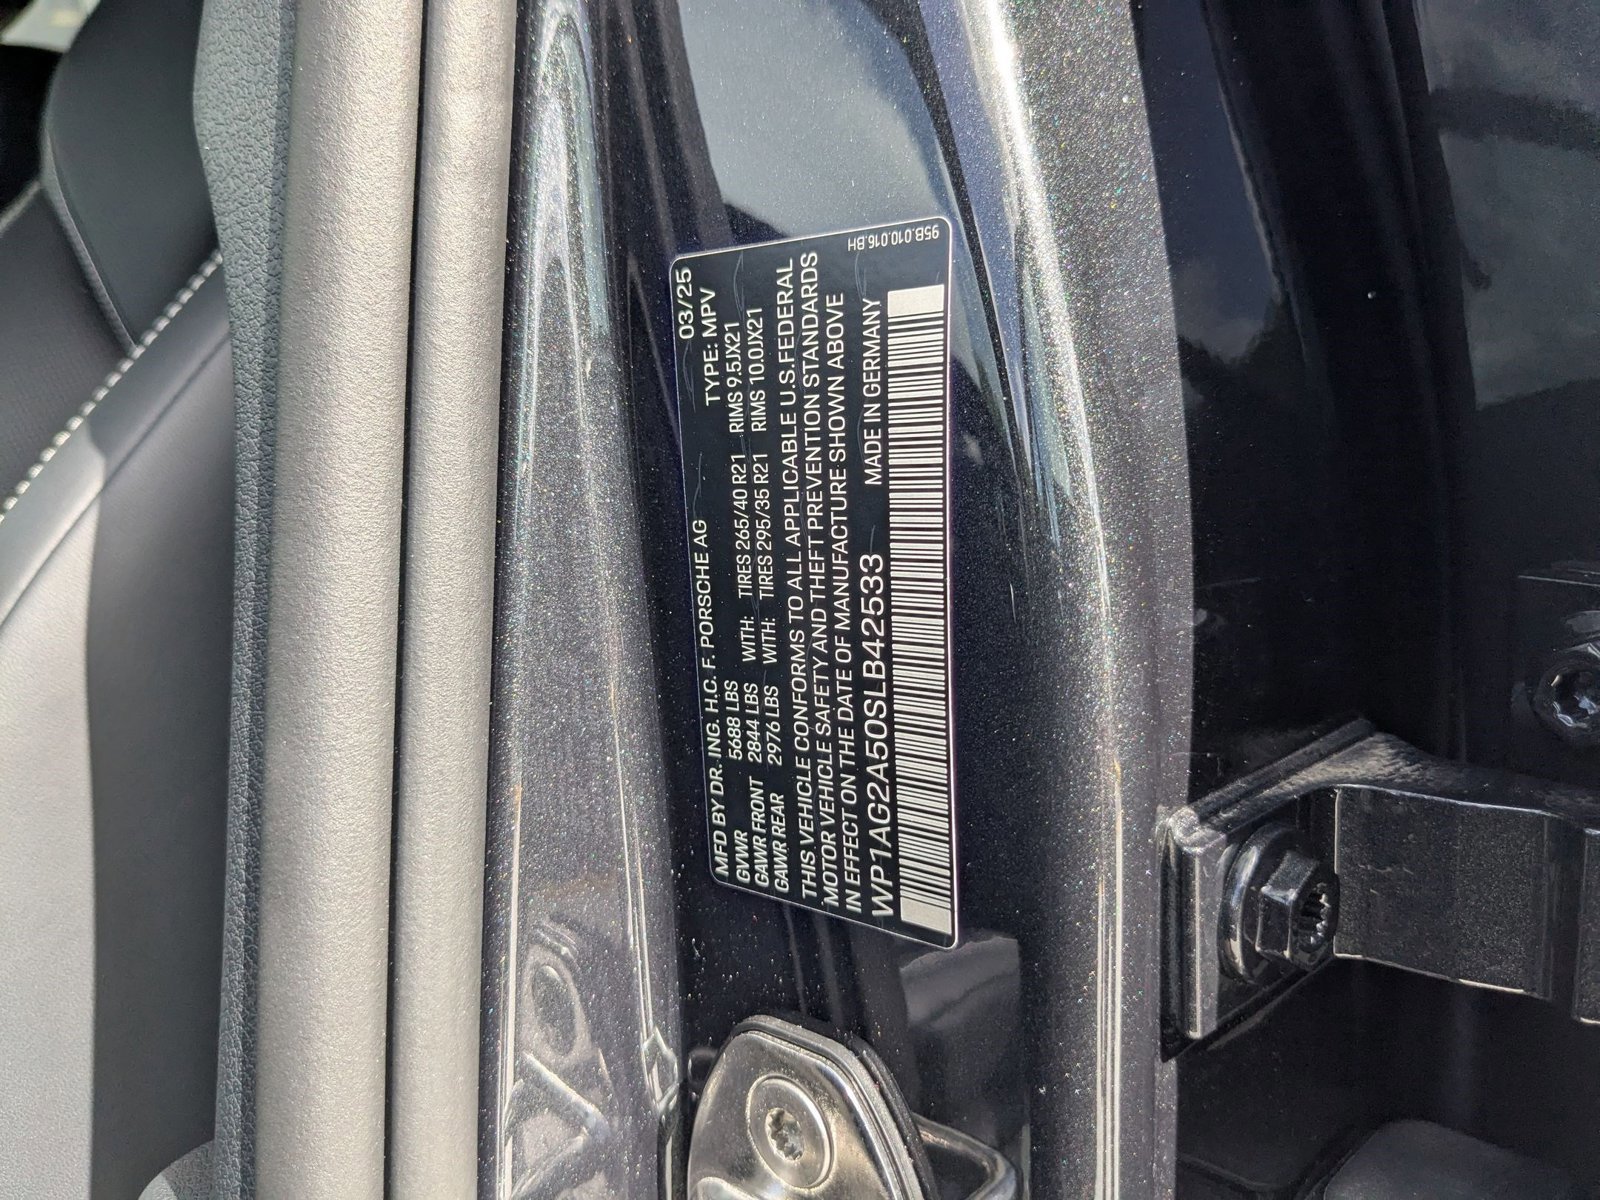 MFD BY DR. ING. H.C. F. PORSCHE AG 03/25
GVWR 5688 LBS TYPE: MPV
GAWR FRONT 2844 LBS WITH: TIRES 265/40 R21 RIMS 9.5JX21
GAWR REAR 2976 LBS WITH: TIRES 295/35 R21 RIMS 10.0JX21
THIS VEHICLE CONFORMS TO ALL APPLICABLE U.S. FEDERAL
MOTOR VEHICLE SAFETY AND THEFT PREVENTION STANDARDS
IN EFFECT ON THE DATE OF MANUFACTURE SHOWN ABOVE
WP1AG2A50SLB42533 MADE IN GERMANY
95B.010.016.BH